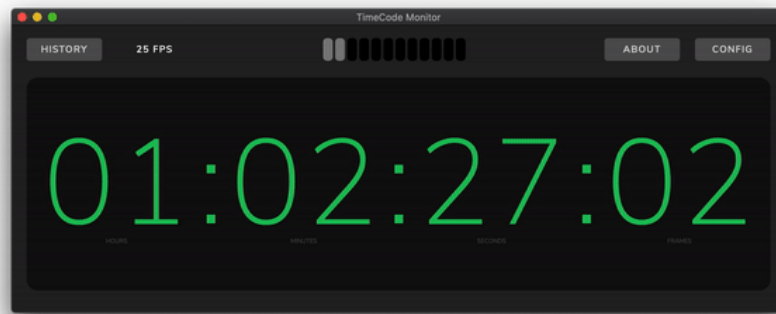 TimeCode Monitor
HISTORY 25 FPS ABOUT CONFIG
01:02:27:02
HOURS MINUTES SECONDS FRAMES